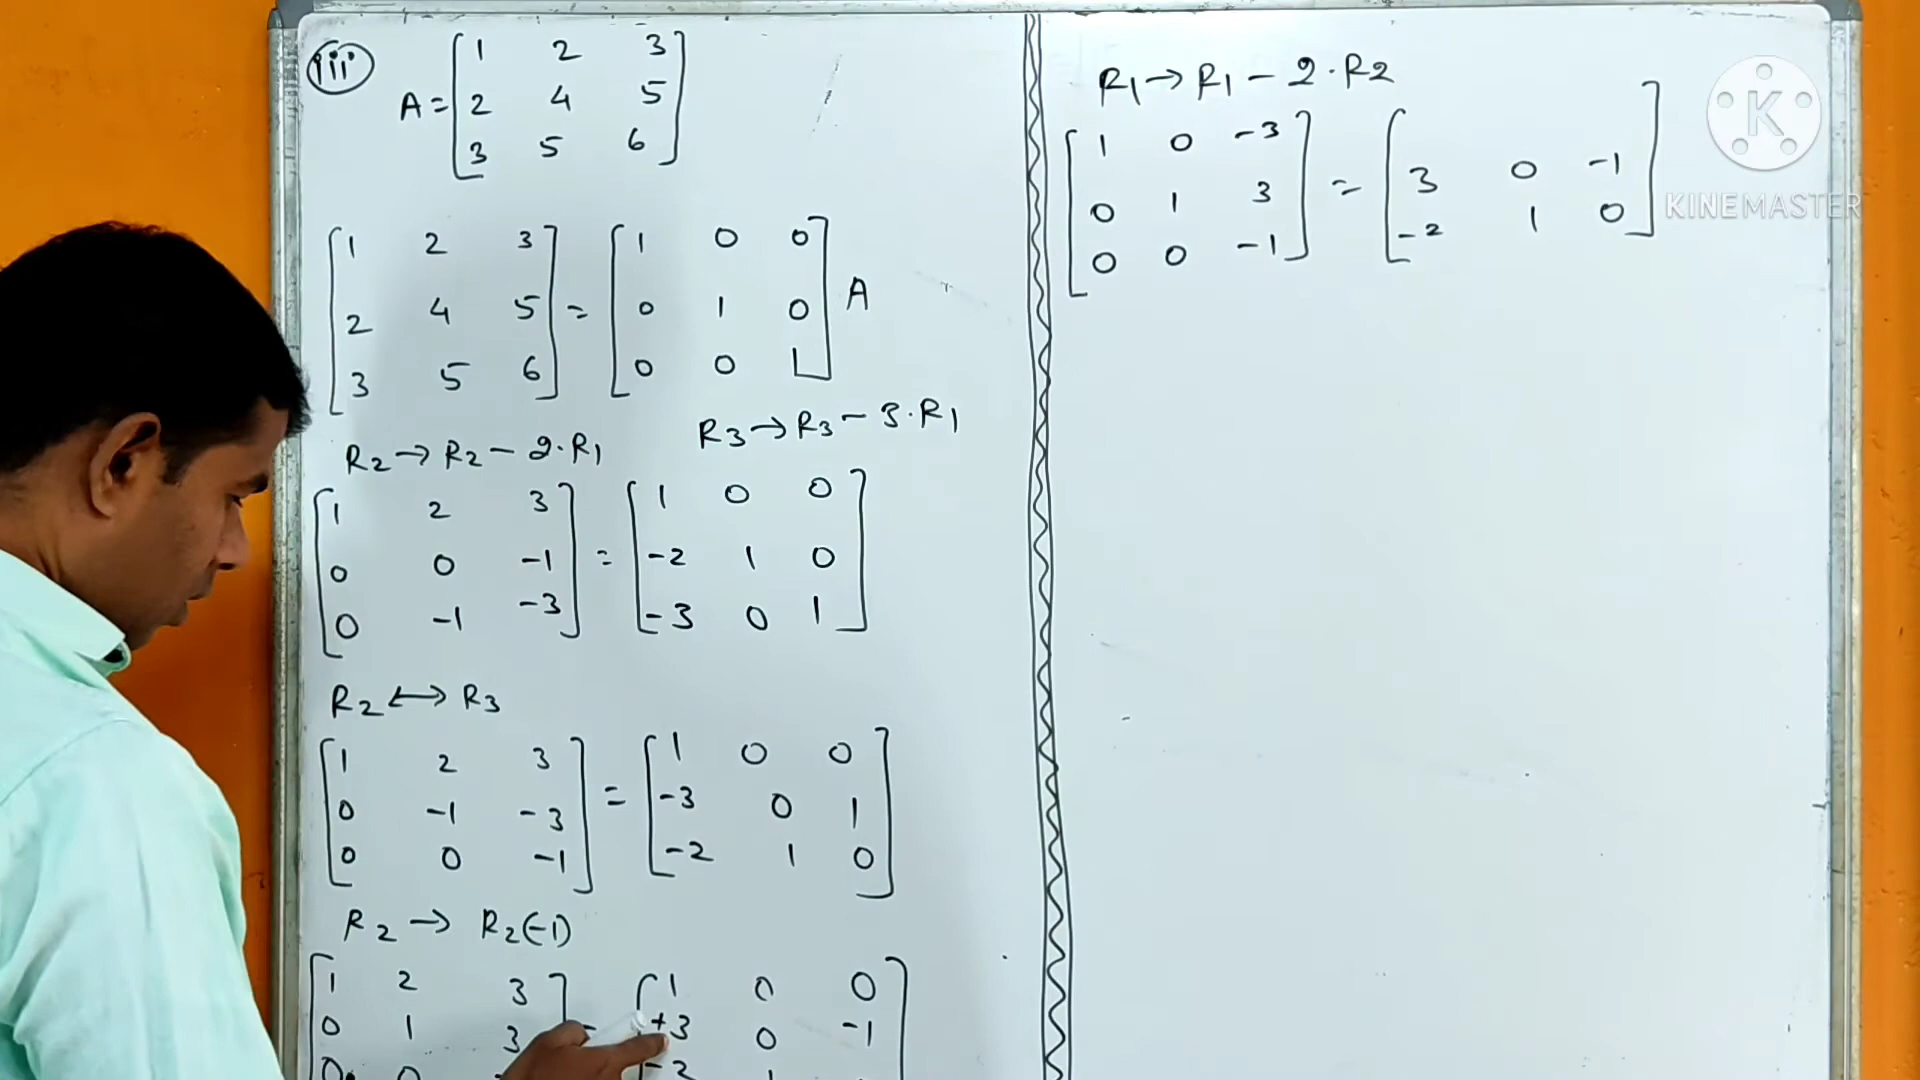 iii
A = [ 1 2 3
2 4 5
3 5 6 ]
[ 1 2 3
2 4 5
3 5 6 ] = [ 1 0 0
0 1 0
0 0 1 ] A
R2 → R2 - 2·R1 R3 → R3 - 3·R1
[ 1 2 3
0 0 -1
0 -1 -3 ] = [ 1 0 0
-2 1 0
-3 0 1 ]
R2 ↔ R3
[ 1 2 3
0 -1 -3
0 0 -1 ] = [ 1 0 0
-3 0 1
-2 1 0 ]
R2 → R2(-1)
[ 1 2 3
0 1 3
0 0 ] = [ 1 0 0
+3 0 -1
-2 1 ]
R1 → R1 - 2·R2
[ 1 0 -3
0 1 3
0 0 -1 ] = [
3 0 -1
-2 1 0 ]
K
KINEMASTER